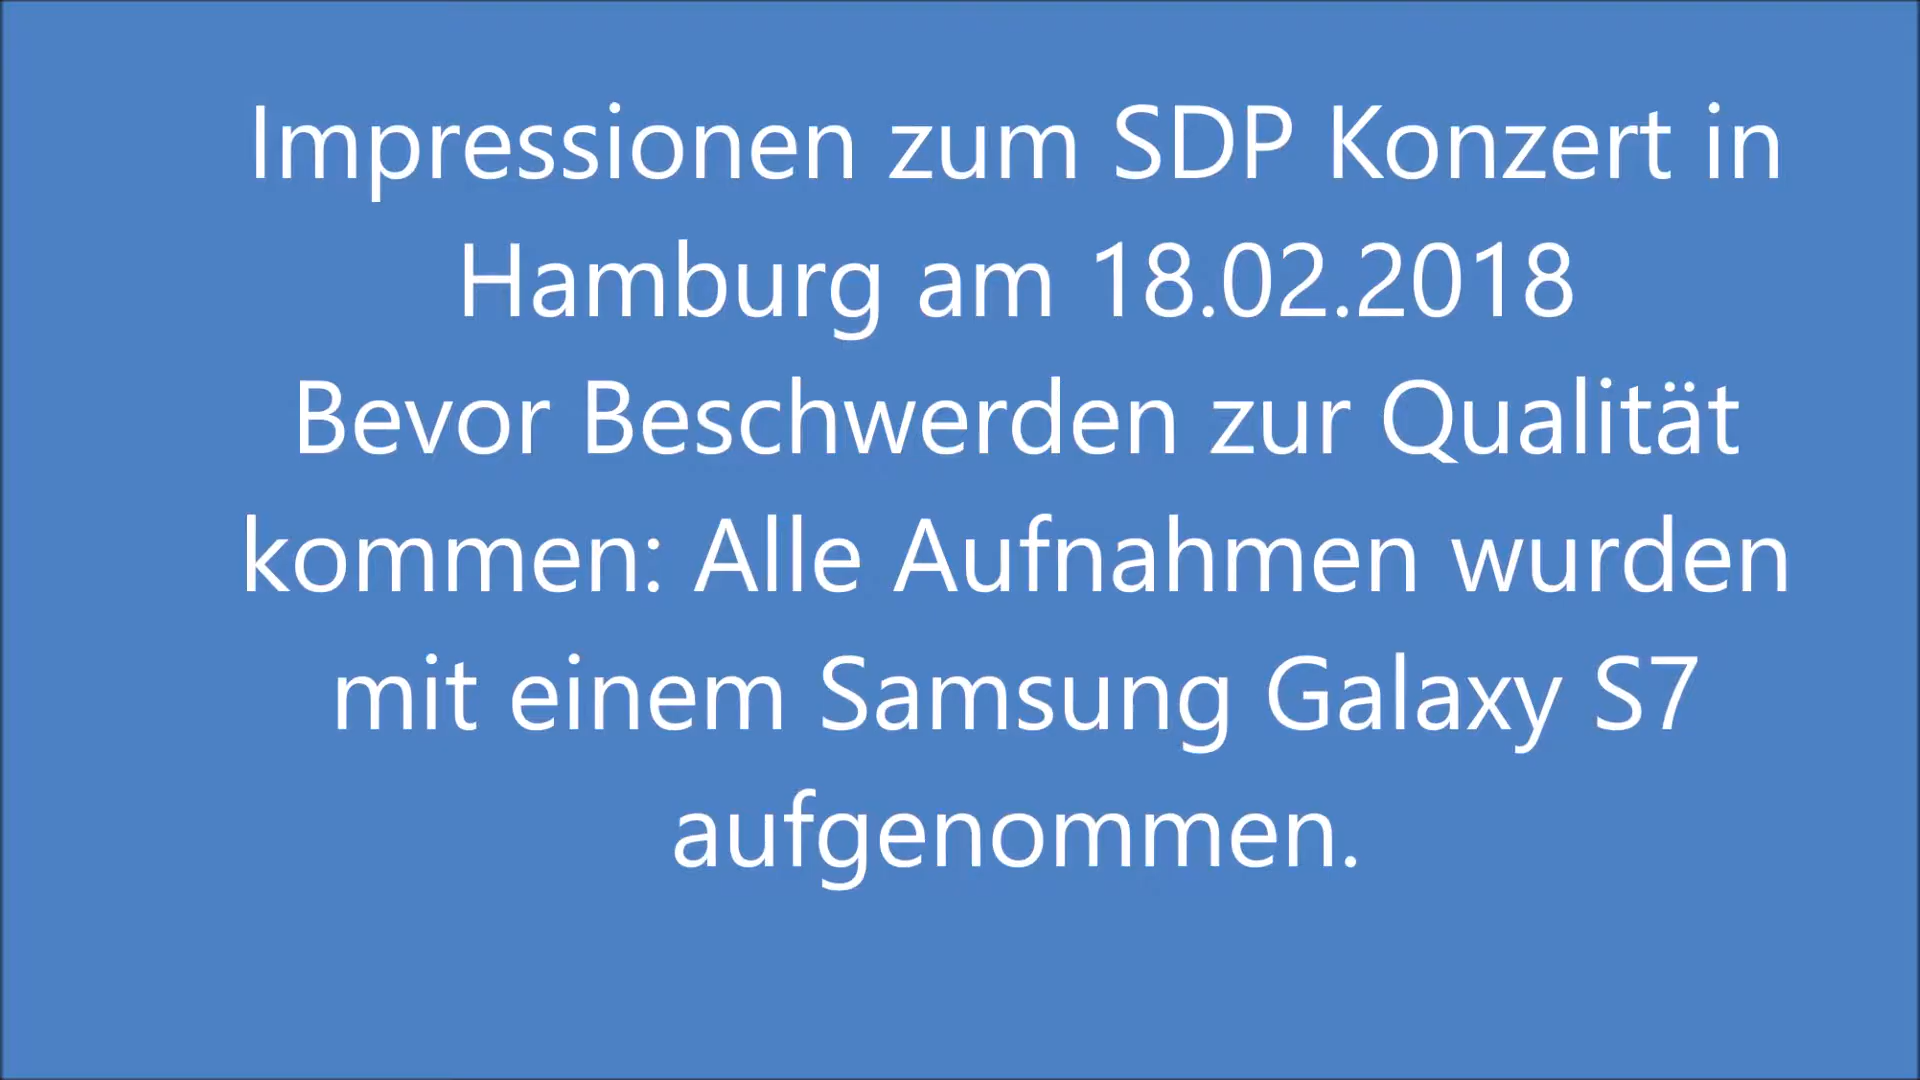 Impressionen zum SDP Konzert in
Hamburg am 18.02.2018
Bevor Beschwerden zur Qualität
kommen: Alle Aufnahmen wurden
mit einem Samsung Galaxy S7
aufgenommen.